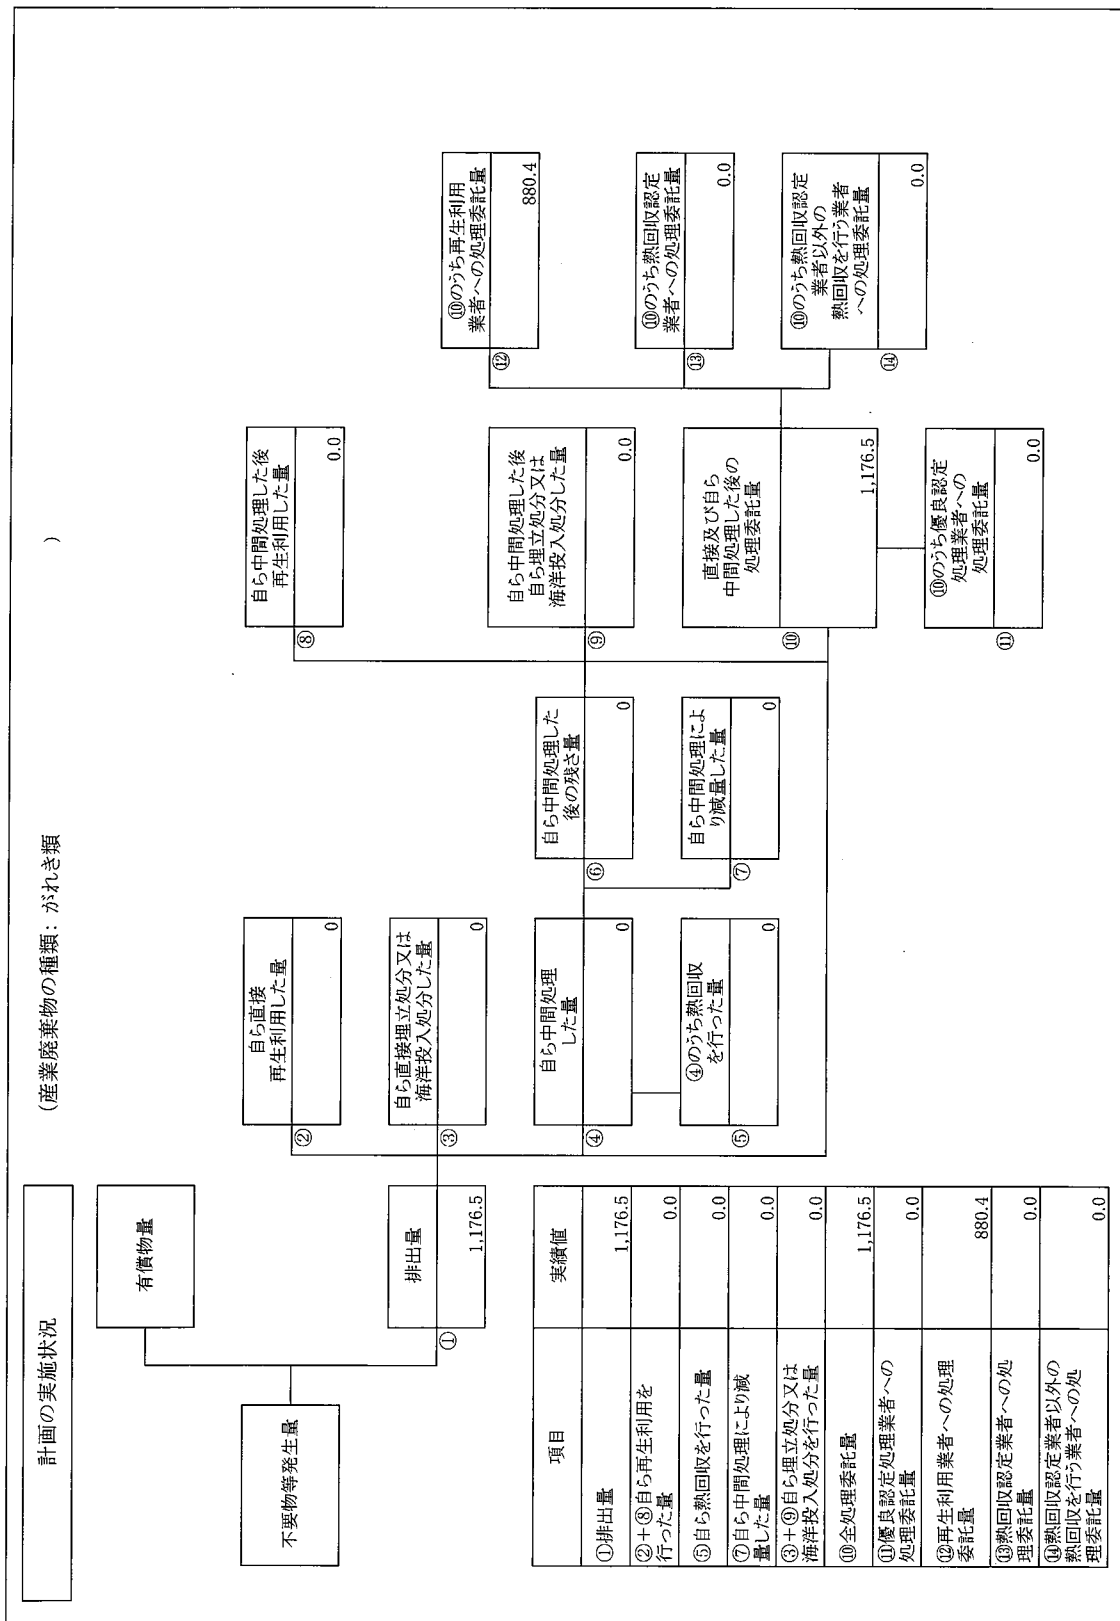 計画の実施状況
(産業廃棄物の種類：がれき類
)
不要物等発生量
有償物量
①
排出量
1,176.5
②
自ら直接
再生利用した量
0
③
自ら直接埋立処分又は
海洋投入処分した量
0
④
自ら中間処理
した量
0
⑤
④のうち熱回収
を行った量
0
⑥
自ら中間処理した
後の残さ量
0
⑦
自ら中間処理によ
り減量した量
0
⑧
自ら中間処理した後
再生利用した量
0.0
⑨
自ら中間処理した後
自ら埋立処分又は
海洋投入処分した量
0.0
⑩
直接及び自ら
中間処理した後の
処理委託量
1,176.5
⑪
⑩のうち優良認定
処理業者への
処理委託量
0.0
⑫
⑩のうち再生利用
業者への処理委託量
880.4
⑬
⑩のうち熱回収認定
業者への処理委託量
0.0
⑭
⑩のうち熱回収認定
業者以外の
熱回収を行う業者
への処理委託量
0.0
項目 実績値
①排出量 1,176.5
②+⑧自ら再生利用を
行った量 0.0
⑤自ら熱回収を行った量 0.0
⑦自ら中間処理により減
量した量 0.0
③+⑨自ら埋立処分又は
海洋投入処分を行った量 0.0
⑩全処理委託量 1,176.5
⑪優良認定処理業者への
処理委託量 0.0
⑫再生利用業者への処理
委託量 880.4
⑬熱回収認定業者への処
理委託量 0.0
⑭熱回収認定業者以外の
熱回収を行う業者への処
理委託量 0.0